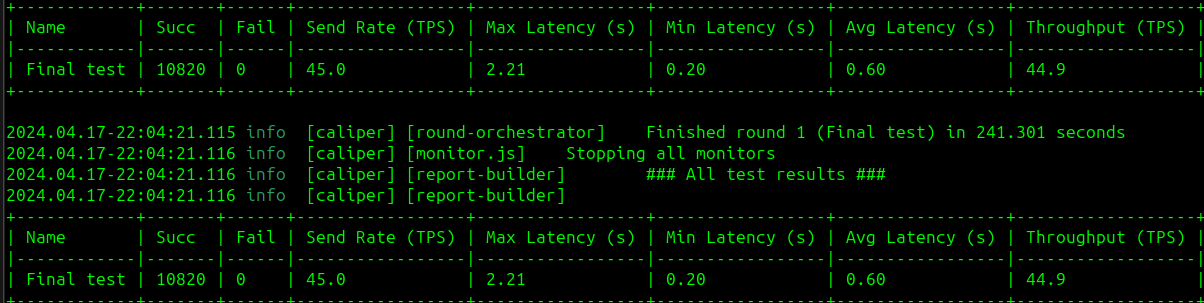 +------------+-------+------+-----------------+-----------------+-----------------+-----------------+------------------+
| Name       | Succ  | Fail | Send Rate (TPS) | Max Latency (s) | Min Latency (s) | Avg Latency (s) | Throughput (TPS) |
|------------|-------|------|-----------------|-----------------|-----------------|-----------------|------------------|
| Final test | 10820 | 0    | 45.0            | 2.21            | 0.20            | 0.60            | 44.9             |
+------------+-------+------+-----------------+-----------------+-----------------+-----------------+------------------+
2024.04.17-22:04:21.115 info  [caliper] [round-orchestrator]    Finished round 1 (Final test) in 241.301 seconds
2024.04.17-22:04:21.116 info  [caliper] [monitor.js]    Stopping all monitors
2024.04.17-22:04:21.116 info  [caliper] [report-builder]        ### All test results ###
2024.04.17-22:04:21.116 info  [caliper] [report-builder]
+------------+-------+------+-----------------+-----------------+-----------------+-----------------+------------------+
| Name       | Succ  | Fail | Send Rate (TPS) | Max Latency (s) | Min Latency (s) | Avg Latency (s) | Throughput (TPS) |
|------------|-------|------|-----------------|-----------------|-----------------|-----------------|------------------|
| Final test | 10820 | 0    | 45.0            | 2.21            | 0.20            | 0.60            | 44.9             |
+------------+-------+------+-----------------+-----------------+-----------------+-----------------+------------------+